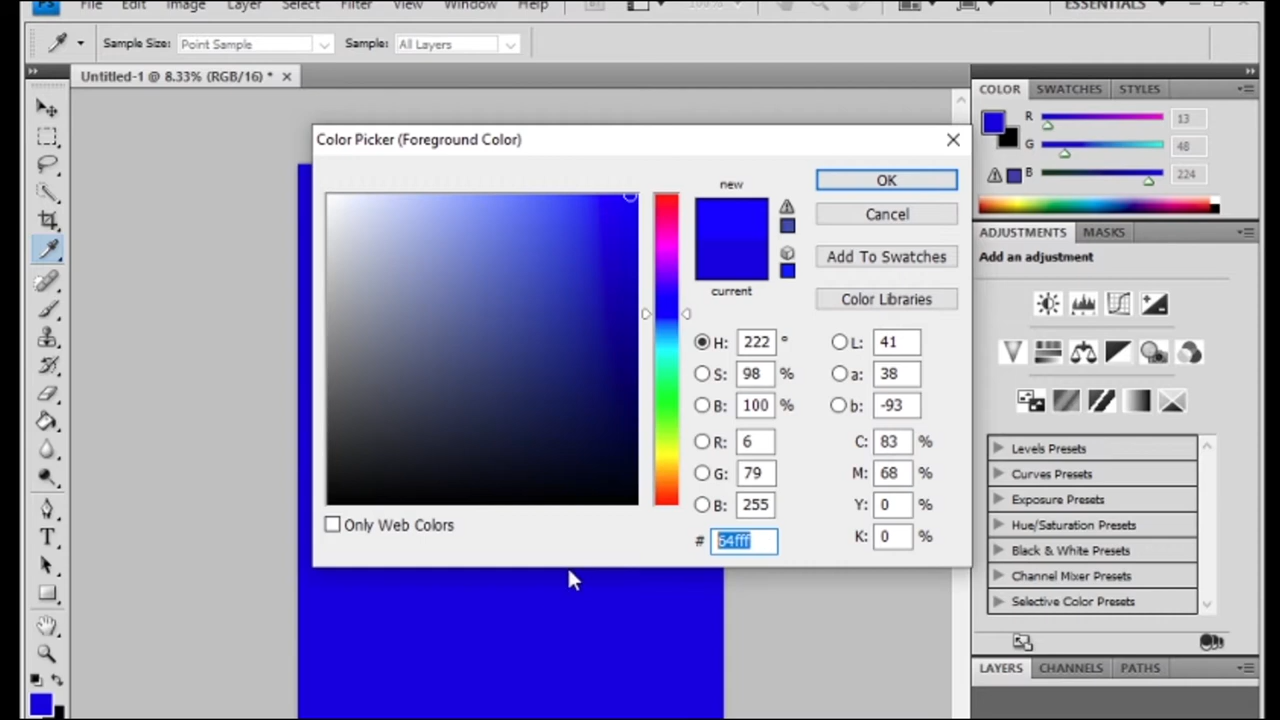 Ps File Edit Image Layer Select Filter View Window Help Br 100% ESSENTIALS
Sample Size: Point Sample Sample: All Layers
Untitled-1 @ 8.33% (RGB/16) * ×
COLOR SWATCHES STYLES
R 13
G 48
B 224
ADJUSTMENTS MASKS
Add an adjustment
Levels Presets
Curves Presets
Exposure Presets
Hue/Saturation Presets
Black & White Presets
Channel Mixer Presets
Selective Color Presets
LAYERS CHANNELS PATHS
Color Picker (Foreground Color)
new
current
OK
Cancel
Add To Swatches
Color Libraries
H: 222 °
S: 98 %
B: 100 %
R: 6
G: 79
B: 255
# 64fff
L: 41
a: 38
b: -93
C: 83 %
M: 68 %
Y: 0 %
K: 0 %
Only Web Colors
T